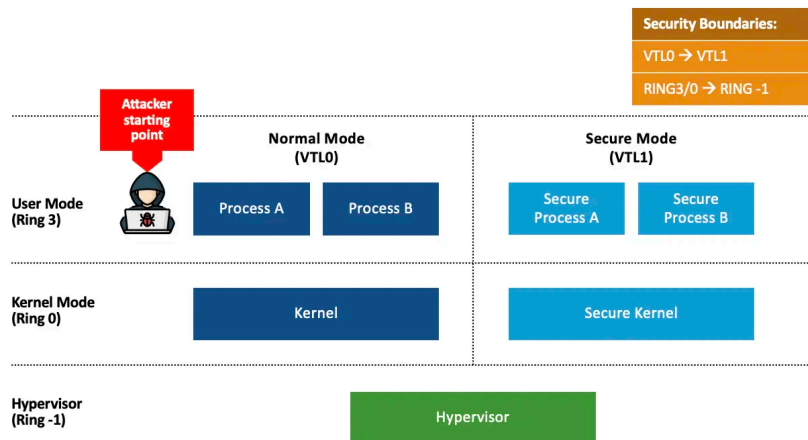 Security Boundaries:
VTL0 → VTL1
RING3/0 → RING -1
Attacker
starting
point
Normal Mode
(VTL0)
Secure Mode
(VTL1)
User Mode
(Ring 3)
Process A
Process B
Secure
Process A
Secure
Process B
Kernel Mode
(Ring 0)
Kernel
Secure Kernel
Hypervisor
(Ring -1)
Hypervisor